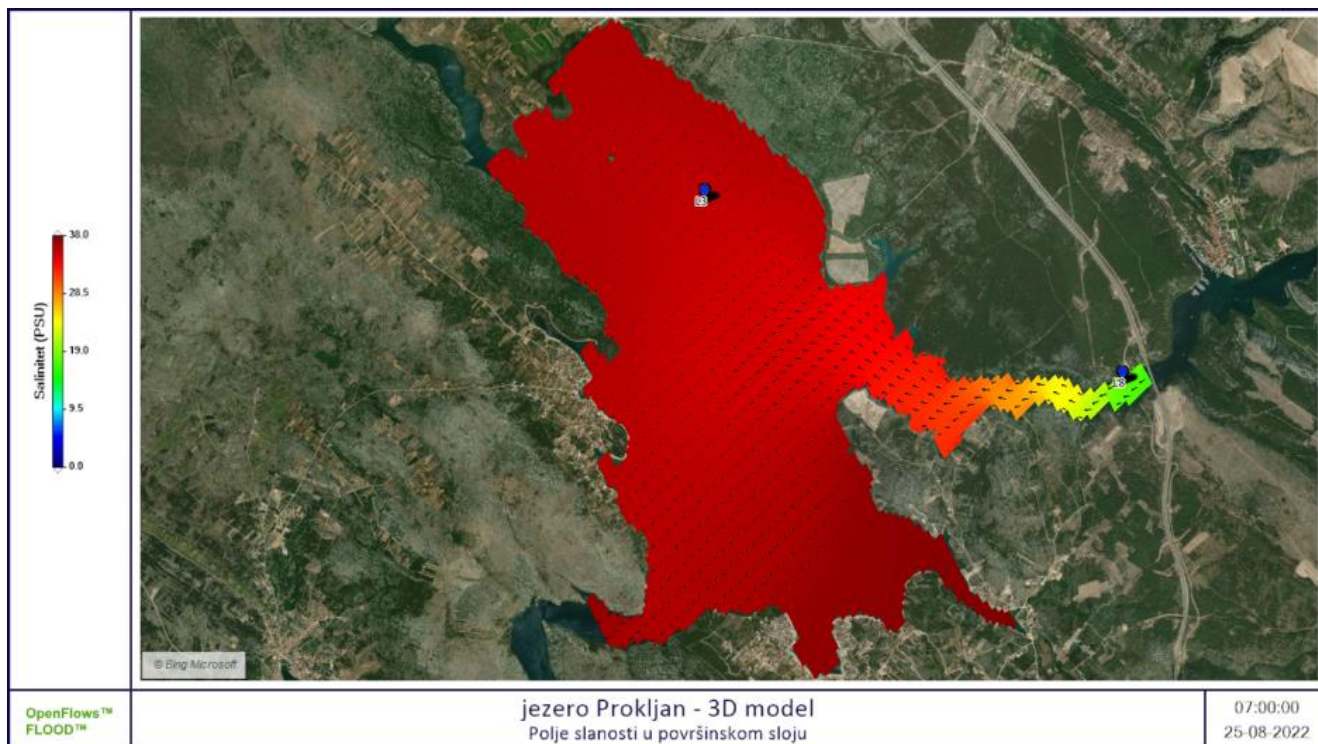 Salinitet (PSU)
38.0
28.5
19.0
9.5
0.0
© Bing Microsoft
OpenFlows™
FLOOD™
jezero Prokljan - 3D model
Polje slanosti u površinskom sloju
07:00:00
25-08-2022